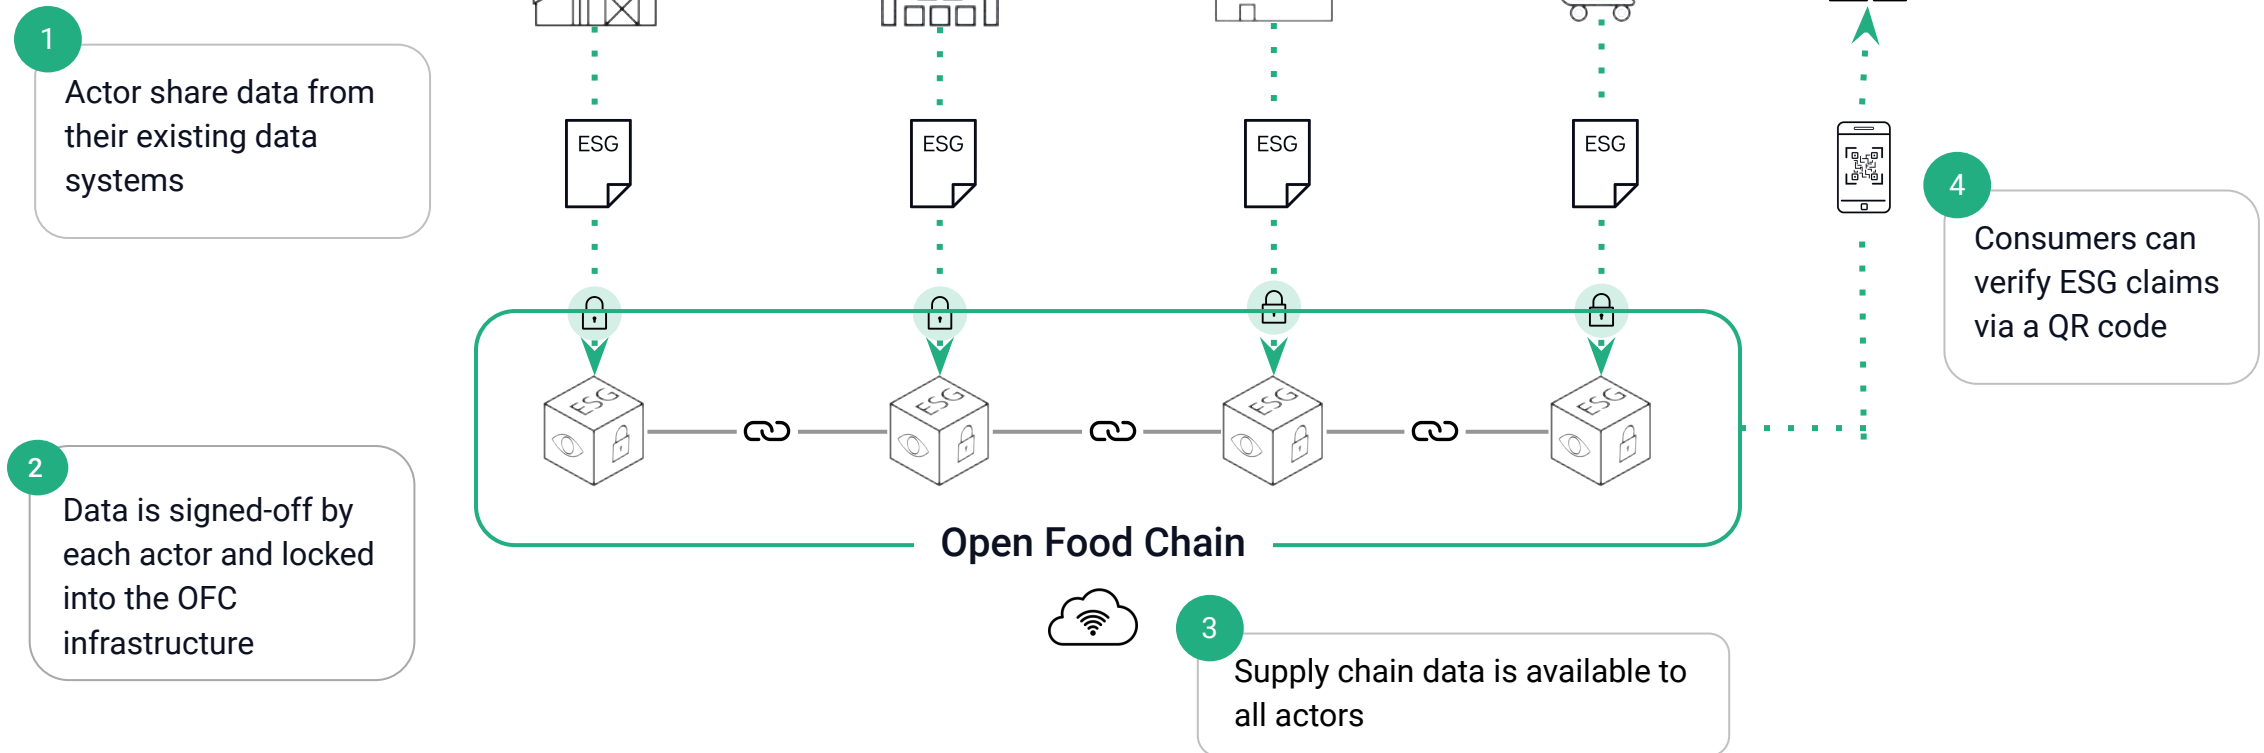 1
Actor share data from
their existing data
systems
ESG
ESG
ESG
ESG
4
Consumers can
verify ESG claims
via a QR code
ESG
ESG
ESG
ESG
2
Data is signed-off by
each actor and locked
into the OFC
infrastructure
Open Food Chain
3
Supply chain data is available to
all actors